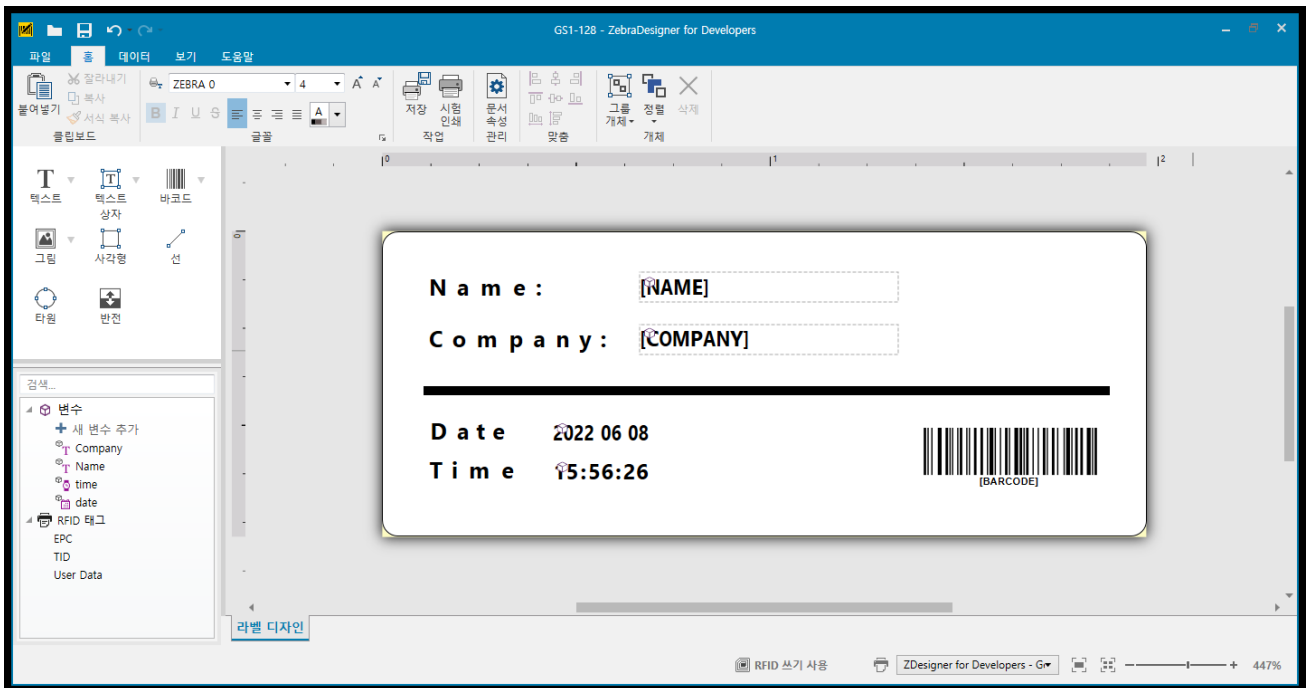 GS1-128 - ZebraDesigner for Developers
파일 홈 데이터 보기 도움말
붙여넣기
잘라내기
복사
서식 복사
클립보드
ZEBRA 0
4
B I U S
A
글꼴
저장
시험 인쇄
작업
문서 속성
관리
맞춤
그룹 개체
정렬
삭제
개체
텍스트
텍스트 상자
바코드
그림
사각형
선
타원
반전
검색...
변수
새 변수 추가
Company
Name
time
date
RFID 태그
EPC
TID
User Data
0 1 2
0
Name: [NAME]
Company: [COMPANY]
Date 2022 06 08
Time 15:56:26
[BARCODE]
라벨 디자인
RFID 쓰기 사용
ZDesigner for Developers - Gr
447%